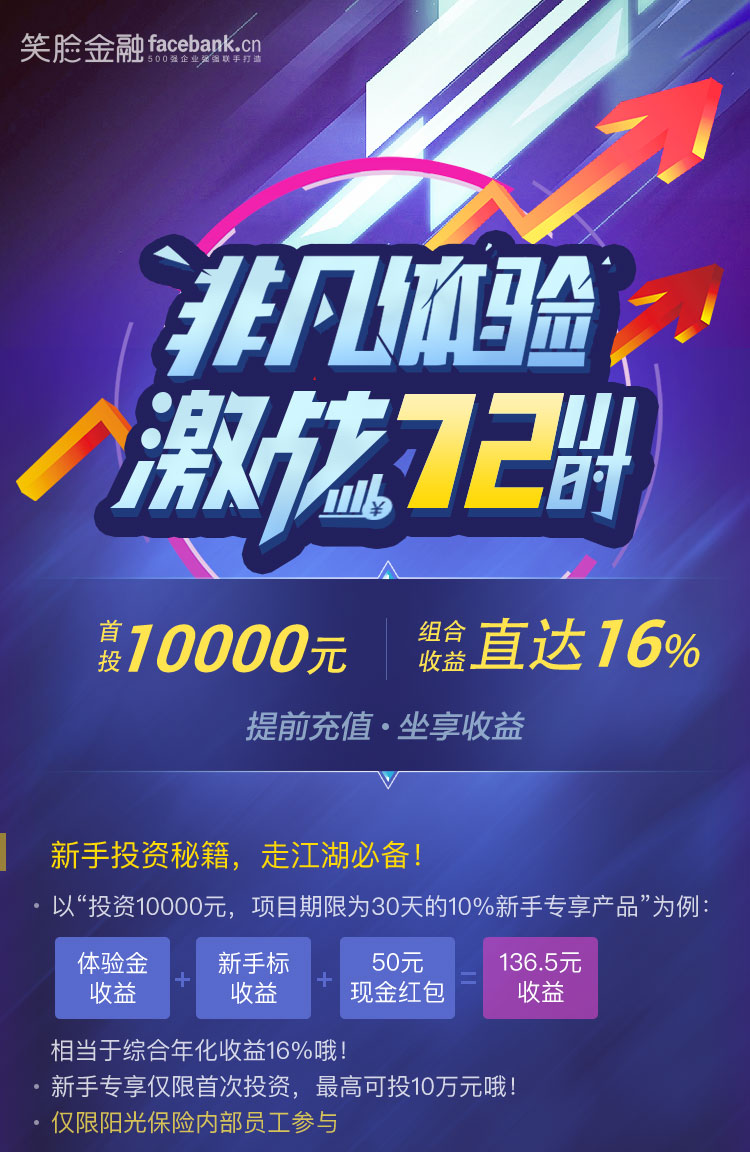 笑脸金融 facebank.cn
500强企业强强联手打造
非凡体验
激战72小时
¥
首投10000元
组合收益直达16%
提前充值·坐享收益
新手投资秘籍，走江湖必备！
·以“投资10000元，项目期限为30天的10%新手专享产品”为例：
体验金收益 + 新手标收益 + 50元现金红包 = 136.5元收益
相当于综合年化收益16%哦！
·新手专享仅限首次投资，最高可投10万元哦！
·仅限阳光保险内部员工参与